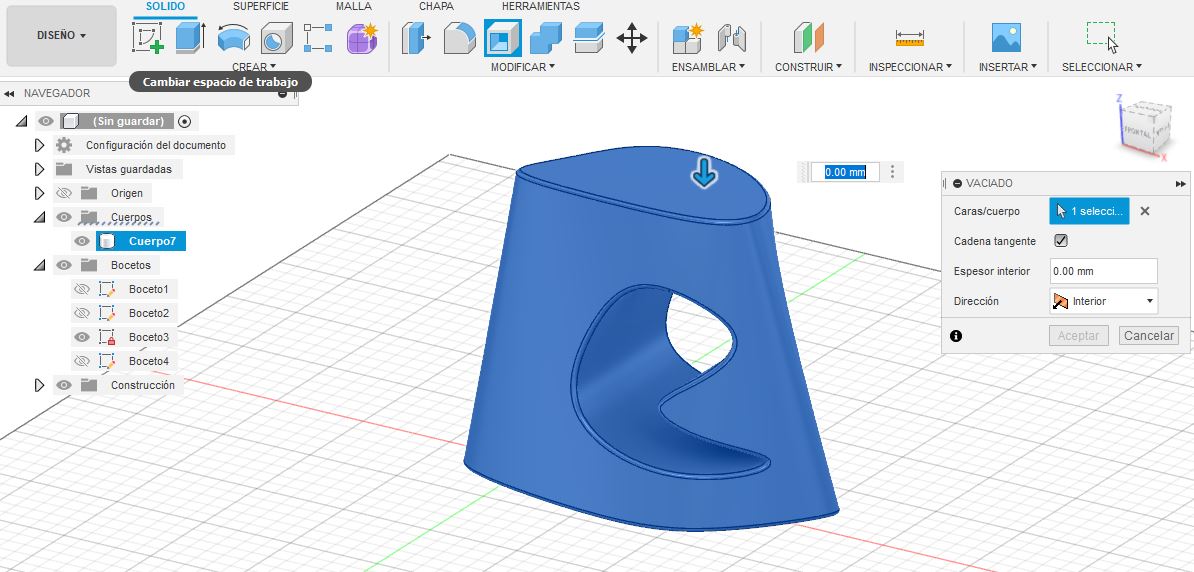 SOLIDO SUPERFICIE MALLA CHAPA HERRAMIENTAS
DISEÑO
CREAR MODIFICAR ENSAMBLAR CONSTRUIR INSPECCIONAR INSERTAR SELECCIONAR
Cambiar espacio de trabajo
NAVEGADOR
(Sin guardar)
Configuración del documento
Vistas guardadas
Origen
Cuerpos
Cuerpo7
Bocetos
Boceto1
Boceto2
Boceto3
Boceto4
Construcción
0.00 mm
Z
FRONTAL
X
VACIADO
Caras/cuerpo 1 selecci...
Cadena tangente
Espesor interior 0.00 mm
Dirección Interior
Aceptar Cancelar